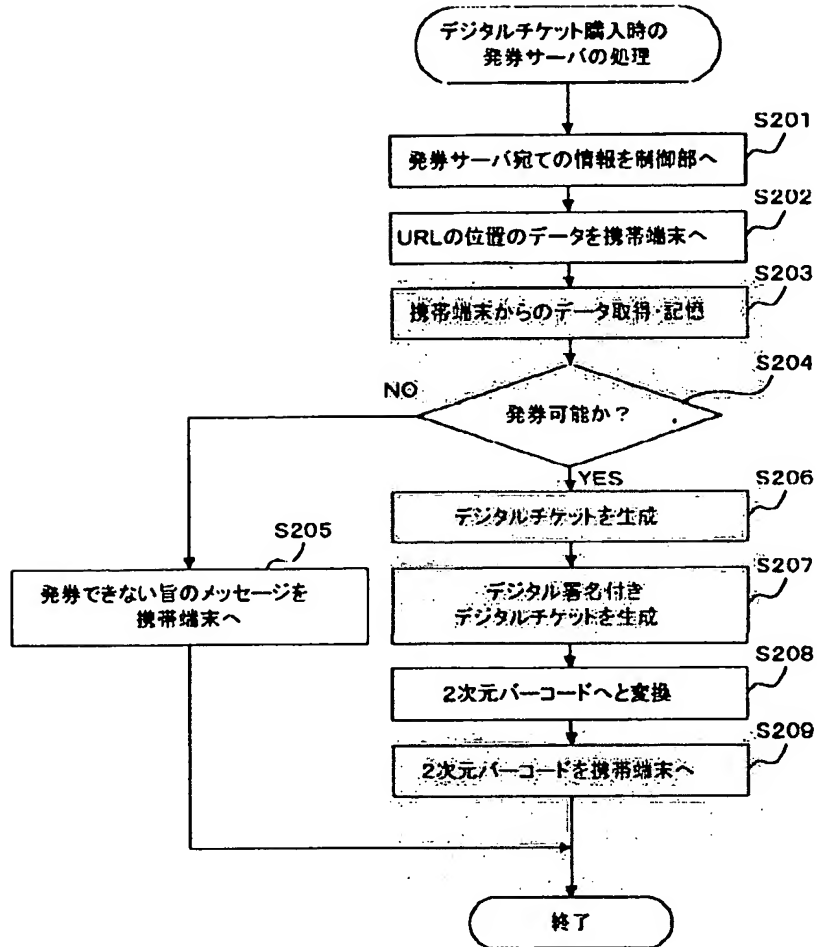 デジタルチケット購入時の
発券サーバの処理
S201
発券サーバ宛ての情報を制御部へ
S202
URLの位置のデータを携帯端末へ
S203
携帯端末からのデータ取得・記憶
S204
NO
発券可能か？
YES
S206
デジタルチケットを生成
S205
発券できない旨のメッセージを
携帯端末へ
S207
デジタル署名付き
デジタルチケットを生成
S208
2次元バーコードへと変換
S209
2次元バーコードを携帯端末へ
終了